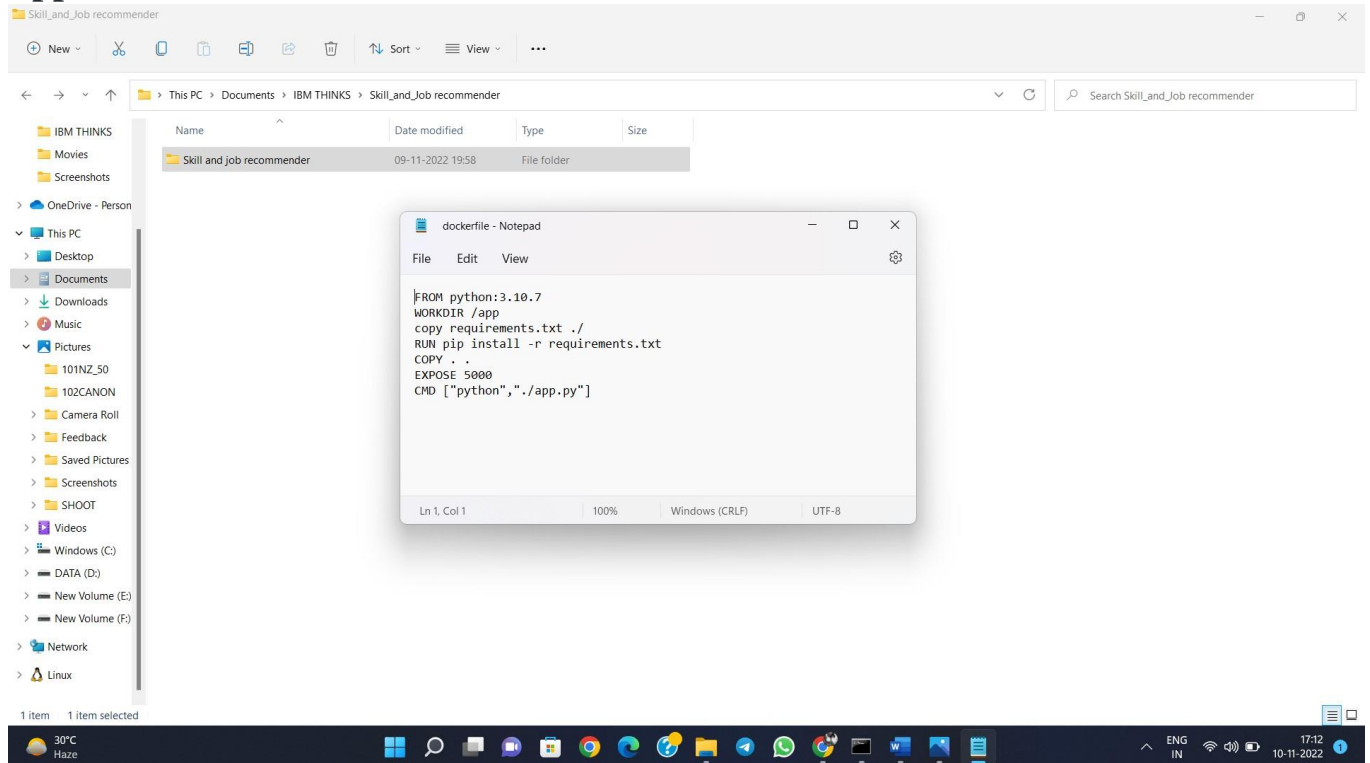 Skill_and_Job recommender
New
Sort
View
This PC > Documents > IBM THINKS > Skill_and_Job recommender
Search Skill_and_Job recommender
Name Date modified Type Size
Skill and job recommender 09-11-2022 19:58 File folder
IBM THINKS
Movies
Screenshots
OneDrive - Person
This PC
Desktop
Documents
Downloads
Music
Pictures
101NZ_50
102CANON
Camera Roll
Feedback
Saved Pictures
Screenshots
SHOOT
Videos
Windows (C:)
DATA (D:)
New Volume (E:)
New Volume (F:)
Network
Linux
dockerfile - Notepad
File Edit View
FROM python:3.10.7
WORKDIR /app
copy requirements.txt ./
RUN pip install -r requirements.txt
COPY . .
EXPOSE 5000
CMD ["python","./app.py"]
Ln 1, Col 1 100% Windows (CRLF) UTF-8
1 item 1 item selected
30°C
Haze
ENG
IN
17:12
10-11-2022
1